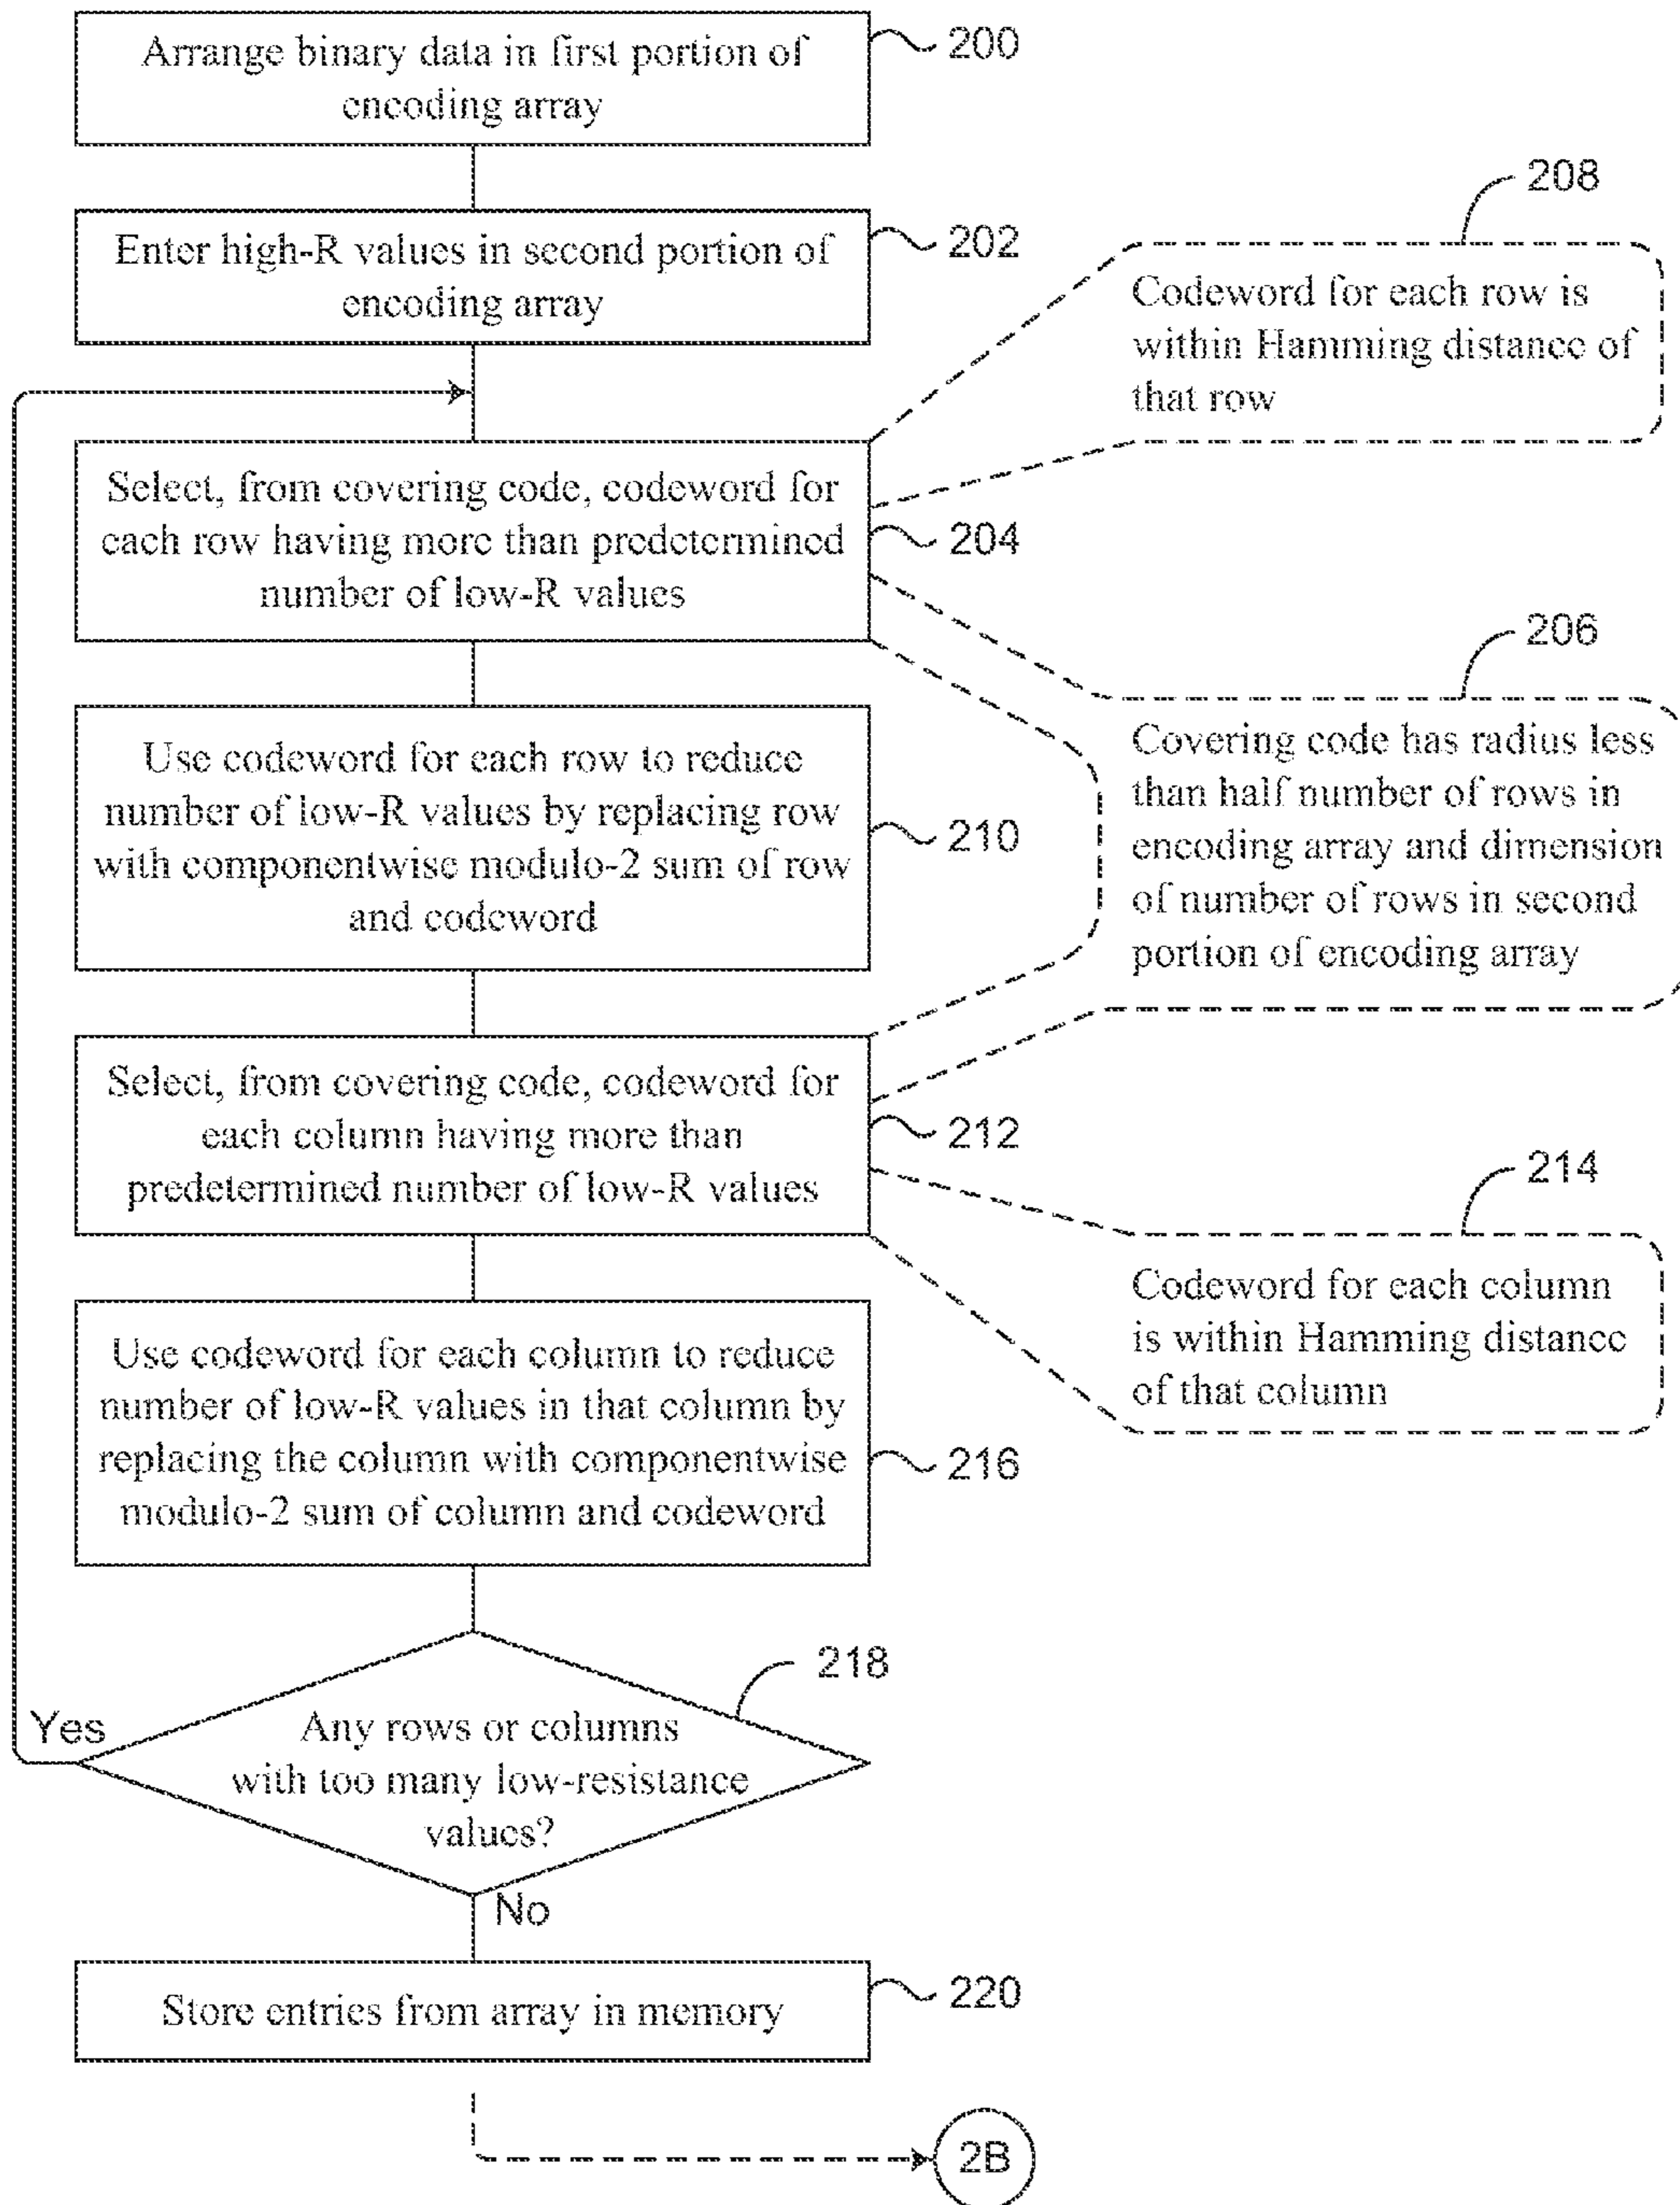 Arrange binary data in first portion of
encoding array
200
Enter high-R values in second portion of
encoding array
202
208
Codeword for each row is
within Hamming distance of
that row
Select, from covering code, codeword for
each row having more than predetermined
number of low-R values
204
206
Covering code has radius less
than half number of rows in
encoding array and dimension
of number of rows in second
portion of encoding array
Use codeword for each row to reduce
number of low-R values by replacing row
with componentwise modulo-2 sum of row
and codeword
210
Select, from covering code, codeword for
each column having more than
predetermined number of low-R values
212
214
Codeword for each column
is within Hamming distance
of that column
Use codeword for each column to reduce
number of low-R values in that column by
replacing the column with componentwise
modulo-2 sum of column and codeword
216
218
Yes
Any rows or columns
with too many low-resistance
values?
No
Store entries from array in memory
220
2B